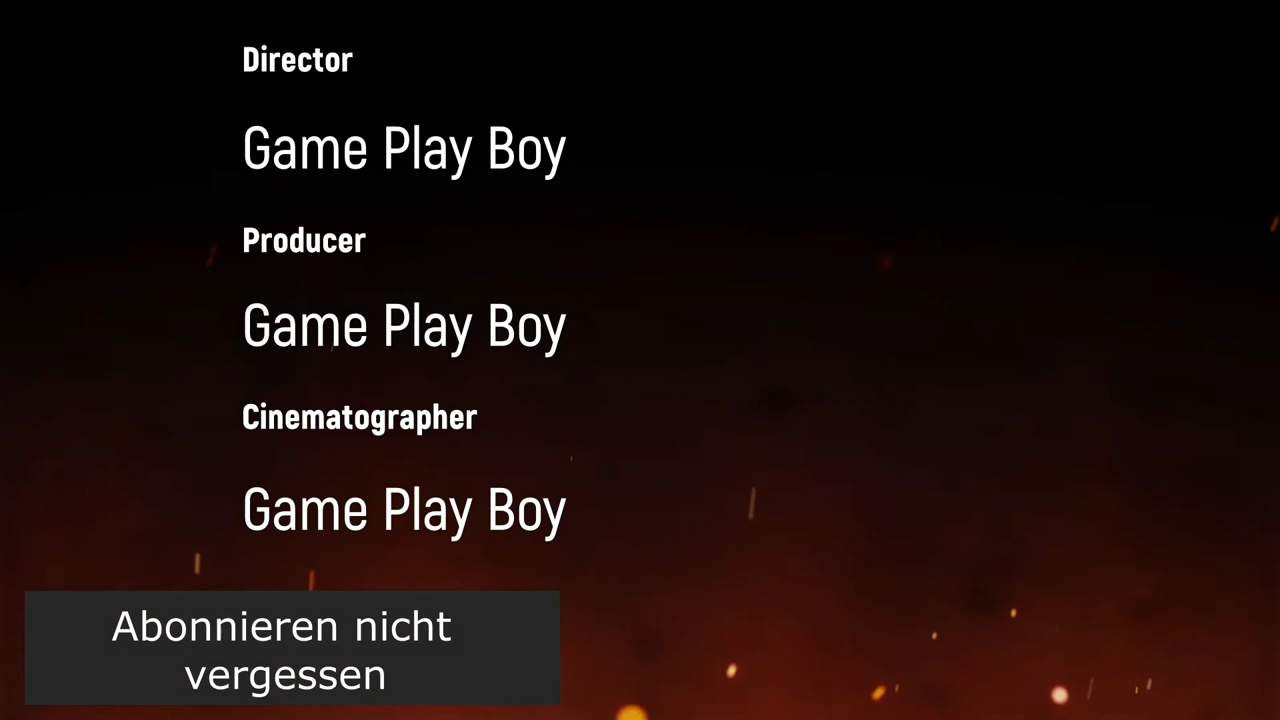 Director
Game Play Boy
Producer
Game Play Boy
Cinematographer
Game Play Boy
Abonnieren nicht
vergessen